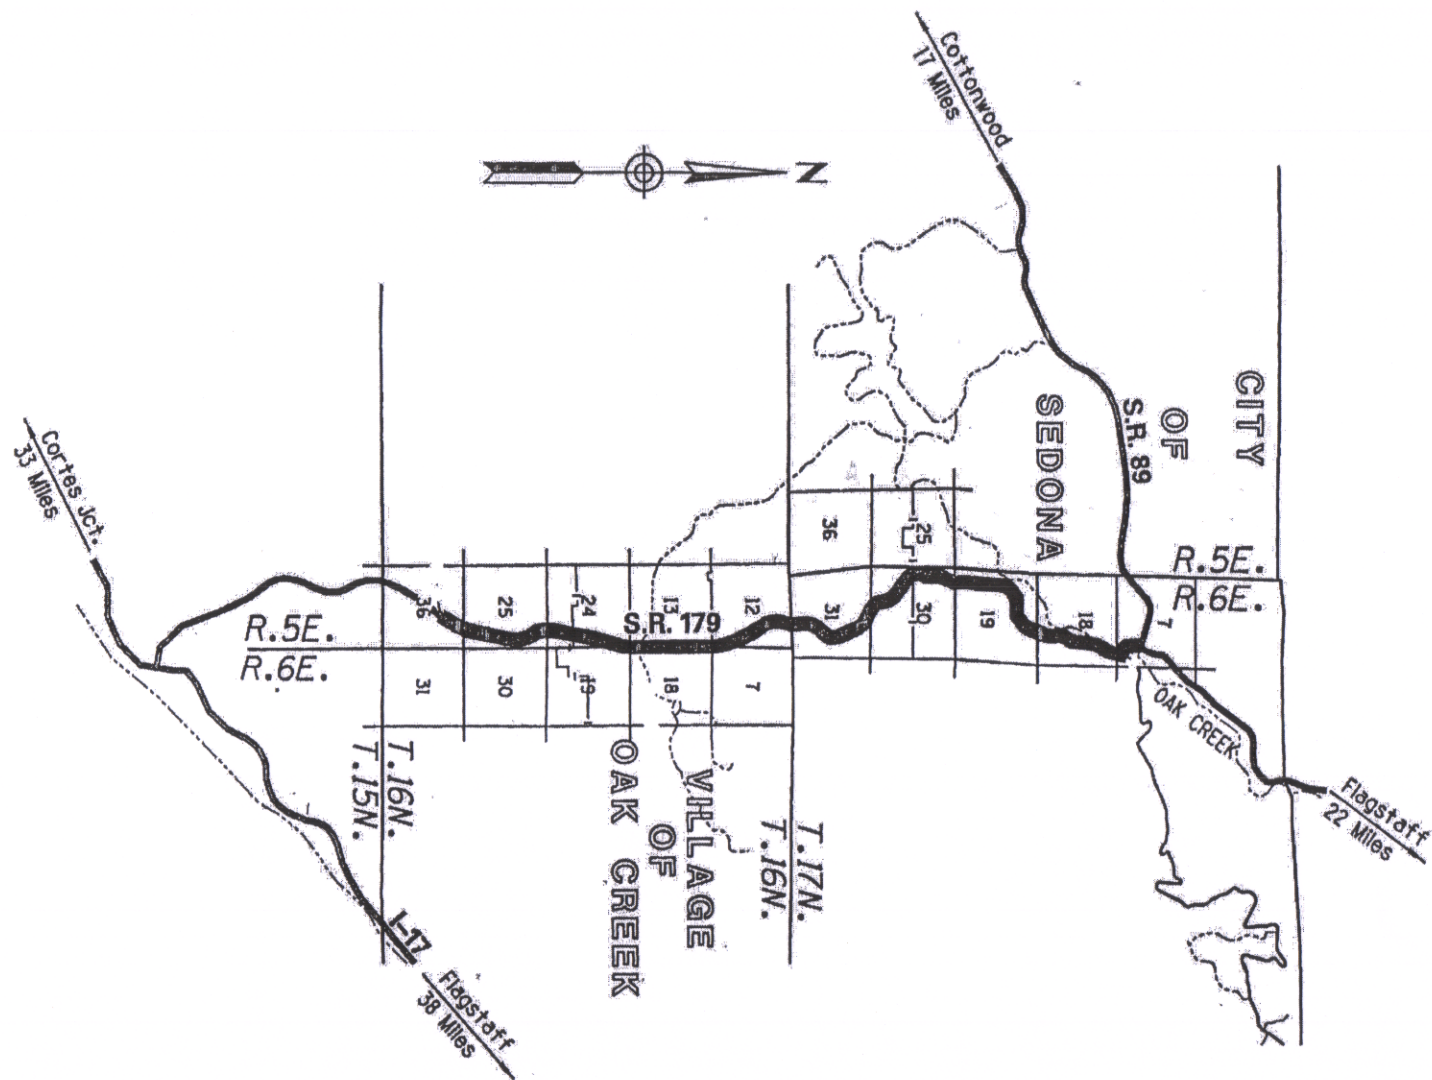 Cottonwood
17 Miles
N
CITY
OF
SEDONA
S.R. 89
Cortes Jct.
33 Miles
36
25
R.5E.
R.6E.
36
25
24
13
12
31
30
19
18
7
S.R. 179
R.5E.
R.6E.
31
30
19
18
7
OAK CREEK
T.16N.
T.15N.
VILLAGE
OF
OAK CREEK
T.17N.
T.16N.
Flagstaff
22 Miles
I-17
Flagstaff
38 Miles